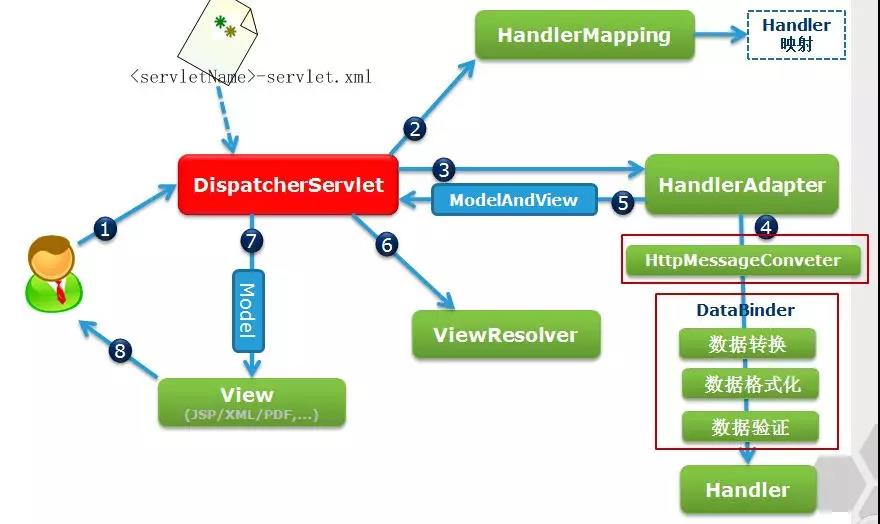 <servletName>-servlet.xml
HandlerMapping
Handler
映射
2
DispatcherServlet
3
HandlerAdapter
ModelAndView
5
1
7
6
4
HttpMessageConveter
Model
DataBinder
ViewResolver
数据转换
8
View
(JSP/XML/PDF,...)
数据格式化
数据验证
Handler